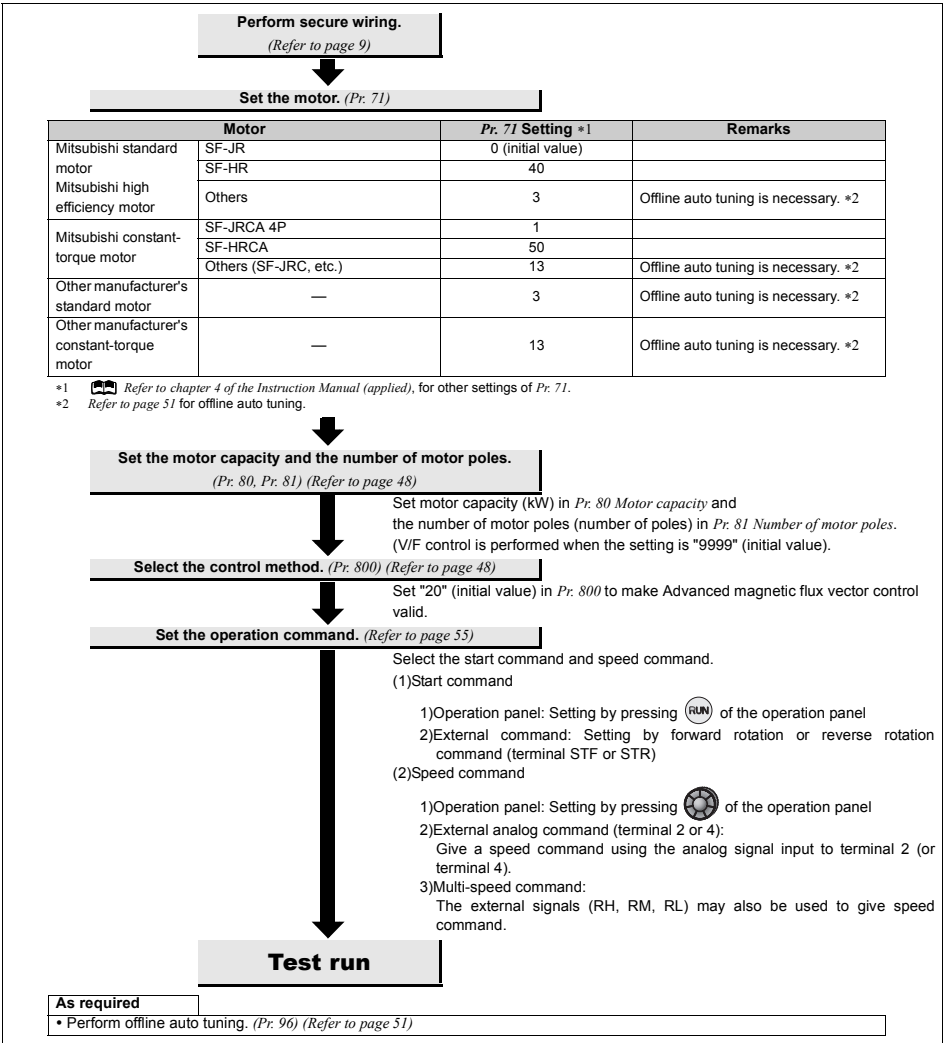 Perform secure wiring.
(Refer to page 9)
Set the motor. (Pr. 71)
Motor Pr. 71 Setting *1 Remarks
Mitsubishi standard motor Mitsubishi high efficiency motor SF-JR 0 (initial value)
SF-HR 40
Others 3 Offline auto tuning is necessary. *2
Mitsubishi constant-torque motor SF-JRCA 4P 1
SF-HRCA 50
Others (SF-JRC, etc.) 13 Offline auto tuning is necessary. *2
Other manufacturer's standard motor — 3 Offline auto tuning is necessary. *2
Other manufacturer's constant-torque motor — 13 Offline auto tuning is necessary. *2
*1 Refer to chapter 4 of the Instruction Manual (applied), for other settings of Pr. 71.
*2 Refer to page 51 for offline auto tuning.
Set the motor capacity and the number of motor poles.
(Pr. 80, Pr. 81) (Refer to page 48)
Set motor capacity (kW) in Pr. 80 Motor capacity and
the number of motor poles (number of poles) in Pr. 81 Number of motor poles.
(V/F control is performed when the setting is "9999" (initial value).
Select the control method. (Pr. 800) (Refer to page 48)
Set "20" (initial value) in Pr. 800 to make Advanced magnetic flux vector control
valid.
Set the operation command. (Refer to page 55)
Select the start command and speed command.
(1)Start command
1)Operation panel: Setting by pressing RUN of the operation panel
2)External command: Setting by forward rotation or reverse rotation
command (terminal STF or STR)
(2)Speed command
1)Operation panel: Setting by pressing of the operation panel
2)External analog command (terminal 2 or 4):
Give a speed command using the analog signal input to terminal 2 (or
terminal 4).
3)Multi-speed command:
The external signals (RH, RM, RL) may also be used to give speed
command.
Test run
As required
• Perform offline auto tuning. (Pr. 96) (Refer to page 51)